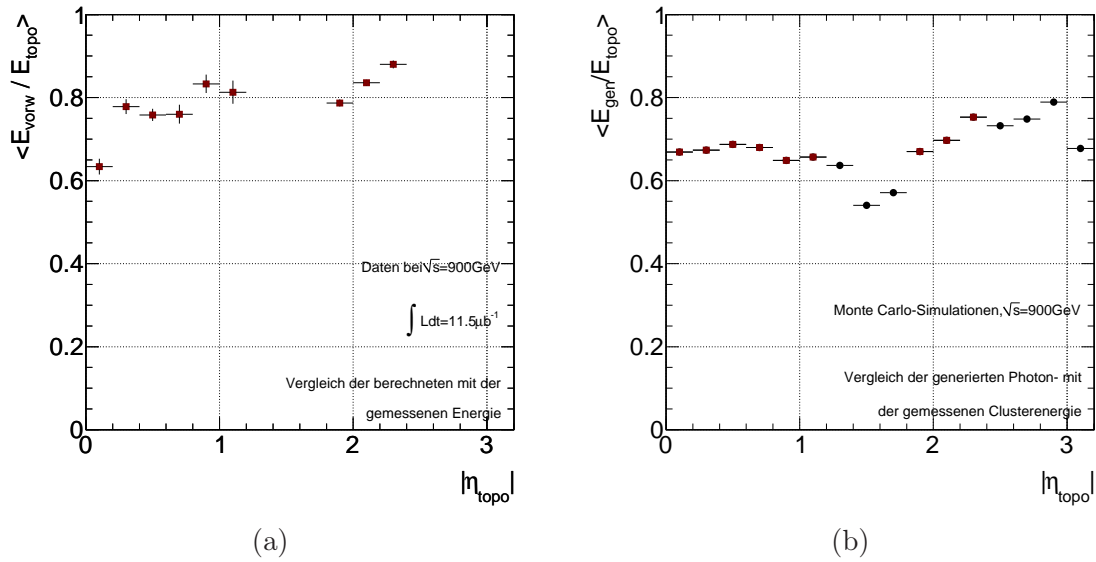 <E_vorw / E_topo>
1
0.8
0.6
0.4
0.2
0
0 1 2 3
|η_topo|
Daten bei √s=900GeV
∫ Ldt=11.5μb^-1
Vergleich der berechneten mit der
gemessenen Energie
(a)
<E_gen/E_topo>
1
0.8
0.6
0.4
0.2
0
0 1 2 3
|η_topo|
Monte Carlo-Simulationen,√s=900GeV
Vergleich der generierten Photon- mit
der gemessenen Clusterenergie
(b)